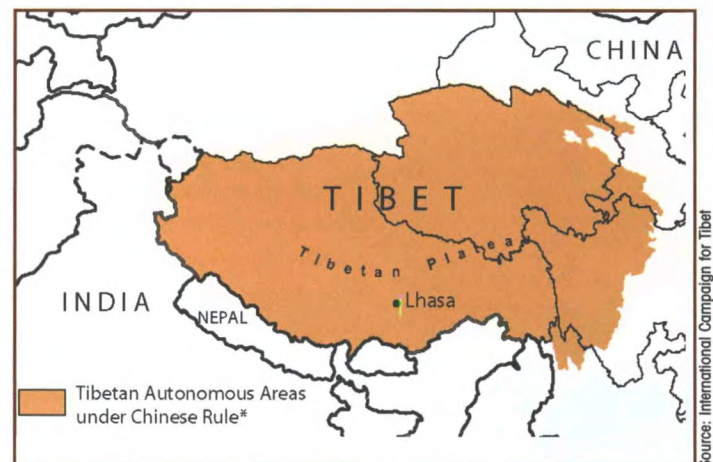 CHINA
TIBET
Tibetan Plateau
Lhasa
INDIA
NEPAL
Tibetan Autonomous Areas
under Chinese Rule*
Source: International Campaign for Tibet